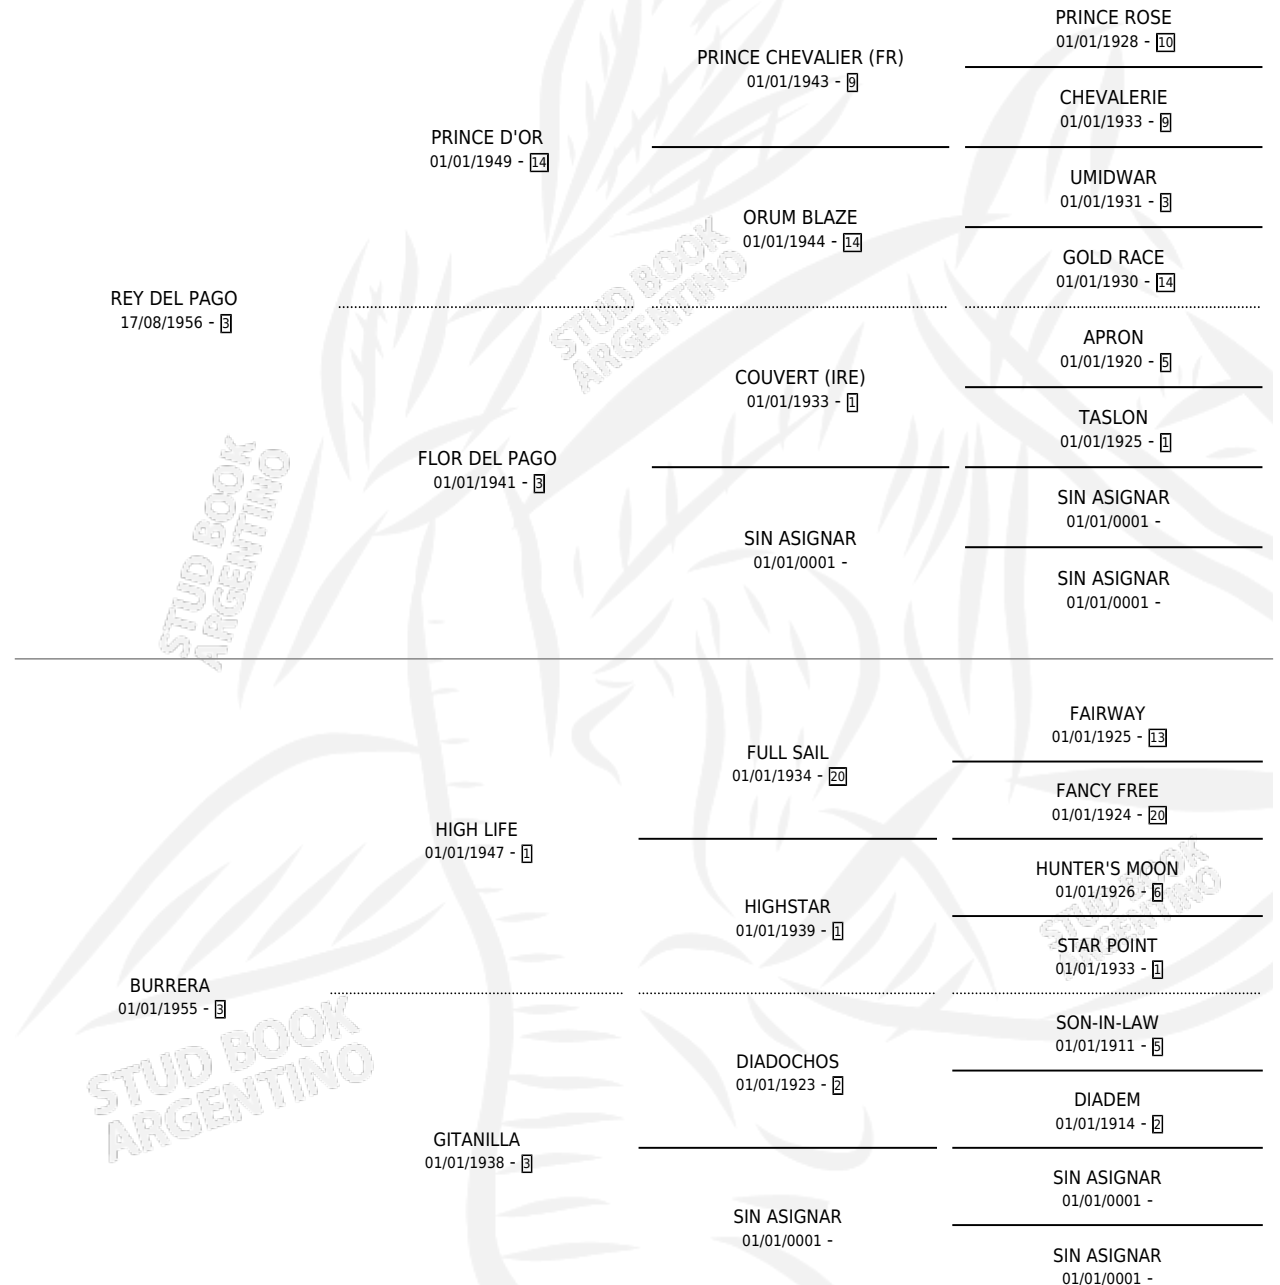 PRINCE ROSE
01/01/1928 - 10
PRINCE CHEVALIER (FR)
01/01/1943 - 9
CHEVALERIE
01/01/1933 - 9
PRINCE D'OR
01/01/1949 - 14
UMIDWAR
01/01/1931 - 3
ORUM BLAZE
01/01/1944 - 14
GOLD RACE
01/01/1930 - 14
REY DEL PAGO
17/08/1956 - 3
STUD BOOK
ARGENTINO
APRON
01/01/1920 - 5
COUVERT (IRE)
01/01/1933 - 1
TASLON
01/01/1925 - 1
FLOR DEL PAGO
01/01/1941 - 3
SIN ASIGNAR
01/01/0001 -
SIN ASIGNAR
01/01/0001 -
SIN ASIGNAR
01/01/0001 -
STUD BOOK
ARGENTINO
FAIRWAY
01/01/1925 - 13
FULL SAIL
01/01/1934 - 20
FANCY FREE
01/01/1924 - 20
HIGH LIFE
01/01/1947 - 1
HUNTER'S MOON
01/01/1926 - 6
HIGHSTAR
01/01/1939 - 1
STUD BOOK
ARGENTINO
STAR POINT
01/01/1933 - 1
BURRERA
01/01/1955 - 3
SON-IN-LAW
01/01/1911 - 5
DIADOCHOS
01/01/1923 - 2
STUD BOOK
ARGENTINO
DIADEM
01/01/1914 - 2
GITANILLA
01/01/1938 - 3
SIN ASIGNAR
01/01/0001 -
SIN ASIGNAR
01/01/0001 -
SIN ASIGNAR
01/01/0001 -